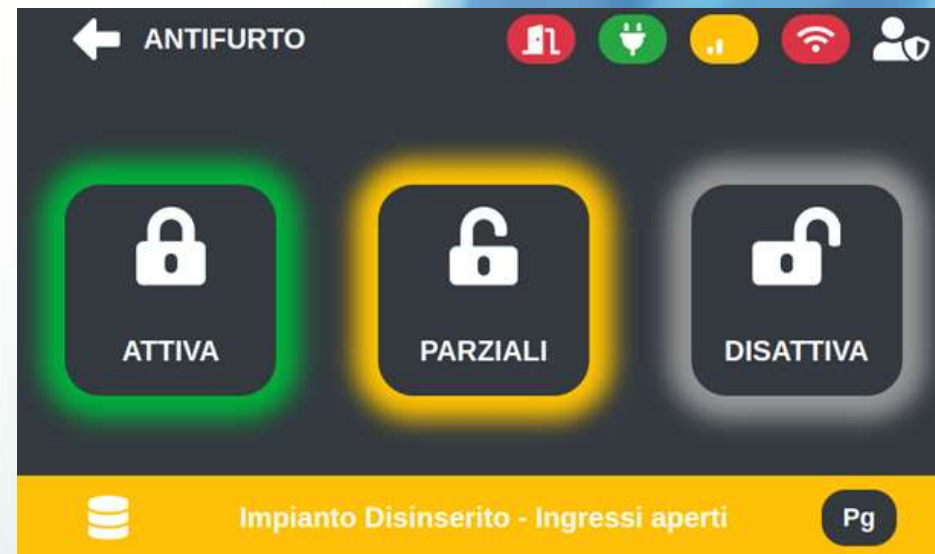 ANTIFURTO
ATTIVA
PARZIALI
DISATTIVA
Impianto Disinserito - Ingressi aperti
Pg